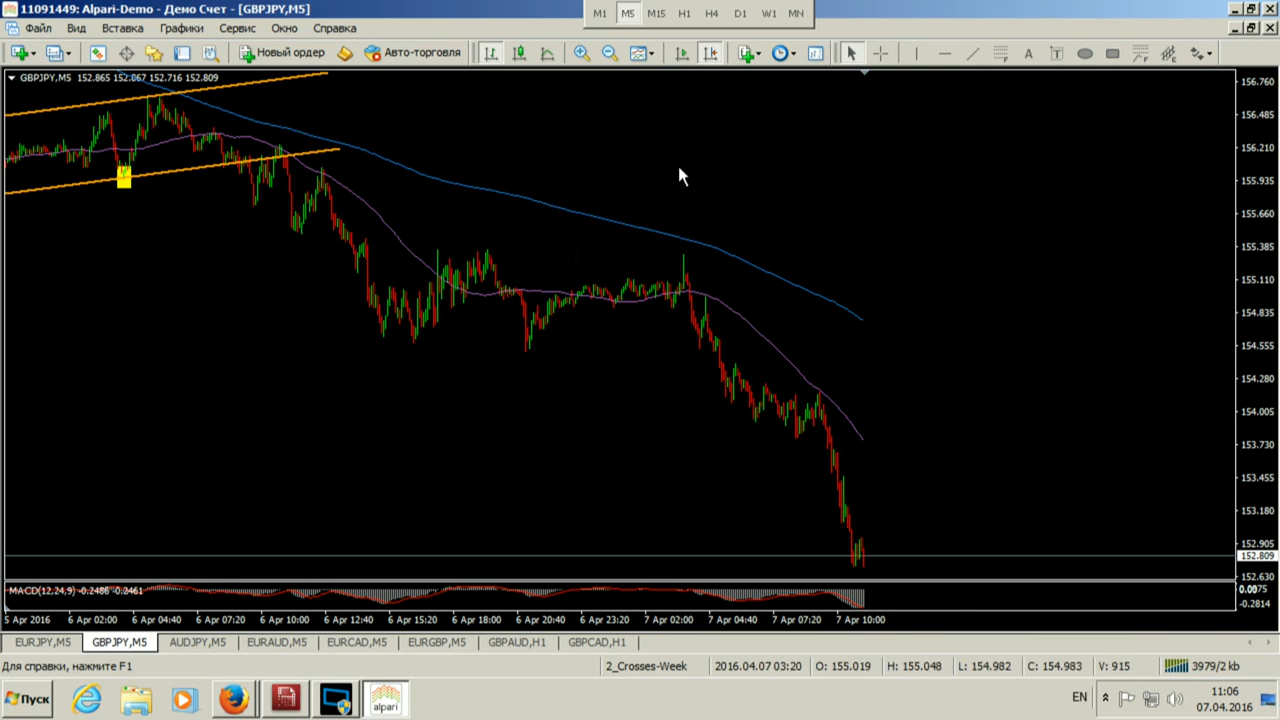 11091449: Alpari-Demo - Демо Счет - [GBPJPY,M5]
M1 M5 M15 H1 H4 D1 W1 MN
Файл Вид Вставка Графики Сервис Окно Справка
Новый ордер Авто-торговля
GBPJPY,M5 152.865 152.867 152.716 152.809
156.760
156.485
156.210
155.935
155.660
155.385
155.110
154.835
154.555
154.280
154.005
153.730
153.455
153.180
152.905
152.809
152.630
MACD(12,24,9) -0.2486 -0.2461
-0.2814
5 Apr 2016 6 Apr 02:00 6 Apr 04:40 6 Apr 07:20 6 Apr 10:00 6 Apr 12:40 6 Apr 15:20 6 Apr 18:00 6 Apr 20:40 6 Apr 23:20 7 Apr 02:00 7 Apr 04:40 7 Apr 07:20 7 Apr 10:00
EURJPY,M5 GBPJPY,M5 AUDJPY,M5 EURAUD,M5 EURCAD,M5 EURGBP,M5 GBPAUD,H1 GBPCAD,H1
Для справки, нажмите F1 2_Crosses-Week 2016.04.07 03:20 O: 155.019 H: 155.048 L: 154.982 C: 154.983 V: 915 3979/2 kb
Пуск alpari EN 11:06
07.04.2016